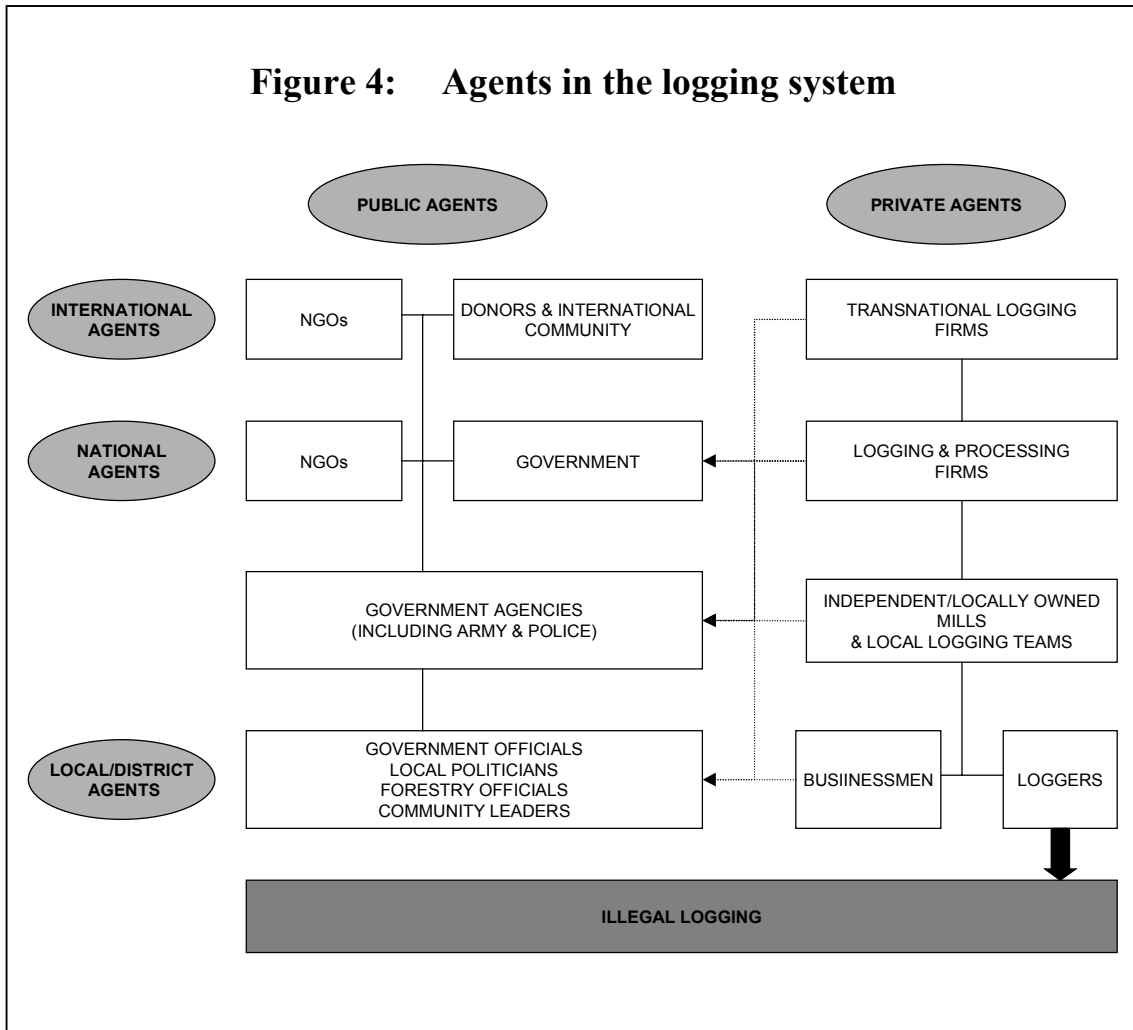 Figure 4: Agents in the logging system
PUBLIC AGENTS
PRIVATE AGENTS
INTERNATIONAL
AGENTS
NGOs
DONORS & INTERNATIONAL
COMMUNITY
TRANSNATIONAL LOGGING
FIRMS
NATIONAL
AGENTS
NGOs
GOVERNMENT
LOGGING & PROCESSING
FIRMS
GOVERNMENT AGENCIES
(INCLUDING ARMY & POLICE)
INDEPENDENT/LOCALLY OWNED
MILLS
& LOCAL LOGGING TEAMS
LOCAL/DISTRICT
AGENTS
GOVERNMENT OFFICIALS
LOCAL POLITICIANS
FORESTRY OFFICIALS
COMMUNITY LEADERS
BUSIINESSMEN
LOGGERS
ILLEGAL LOGGING